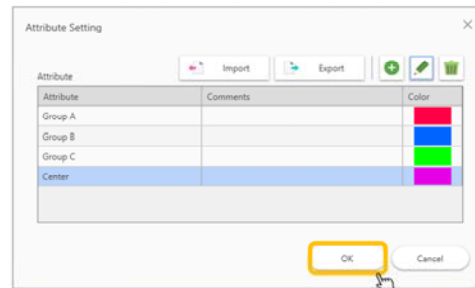 Attribute Setting
Import Export
Attribute
Attribute Comments Color
Group A
Group B
Group C
Center
OK Cancel